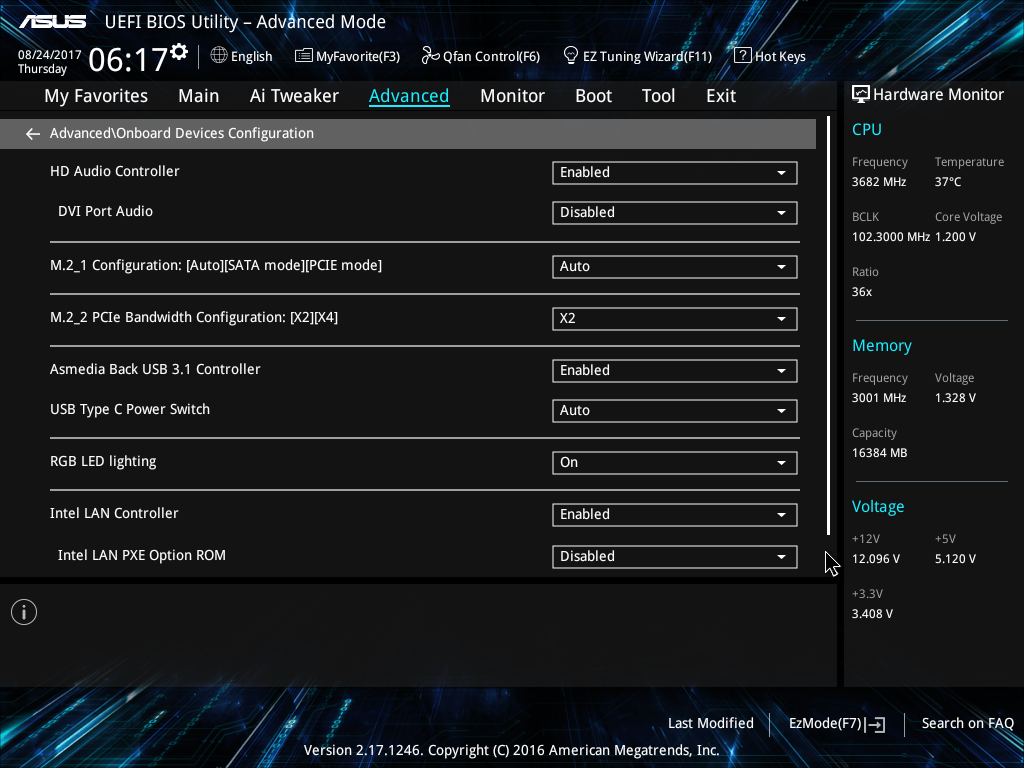 ASUS UEFI BIOS Utility – Advanced Mode
08/24/2017
Thursday
06:17
English
MyFavorite(F3)
Qfan Control(F6)
EZ Tuning Wizard(F11)
? Hot Keys
My Favorites Main Ai Tweaker Advanced Monitor Boot Tool Exit
Advanced\Onboard Devices Configuration
HD Audio Controller Enabled
DVI Port Audio Disabled
M.2_1 Configuration: [Auto][SATA mode][PCIE mode] Auto
M.2_2 PCIe Bandwidth Configuration: [X2][X4] X2
Asmedia Back USB 3.1 Controller Enabled
USB Type C Power Switch Auto
RGB LED lighting On
Intel LAN Controller Enabled
Intel LAN PXE Option ROM Disabled
Hardware Monitor
CPU
Frequency Temperature
3682 MHz 37°C
BCLK Core Voltage
102.3000 MHz 1.200 V
Ratio
36x
Memory
Frequency Voltage
3001 MHz 1.328 V
Capacity
16384 MB
Voltage
+12V +5V
12.096 V 5.120 V
+3.3V
3.408 V
Last Modified EzMode(F7) Search on FAQ
Version 2.17.1246. Copyright (C) 2016 American Megatrends, Inc.